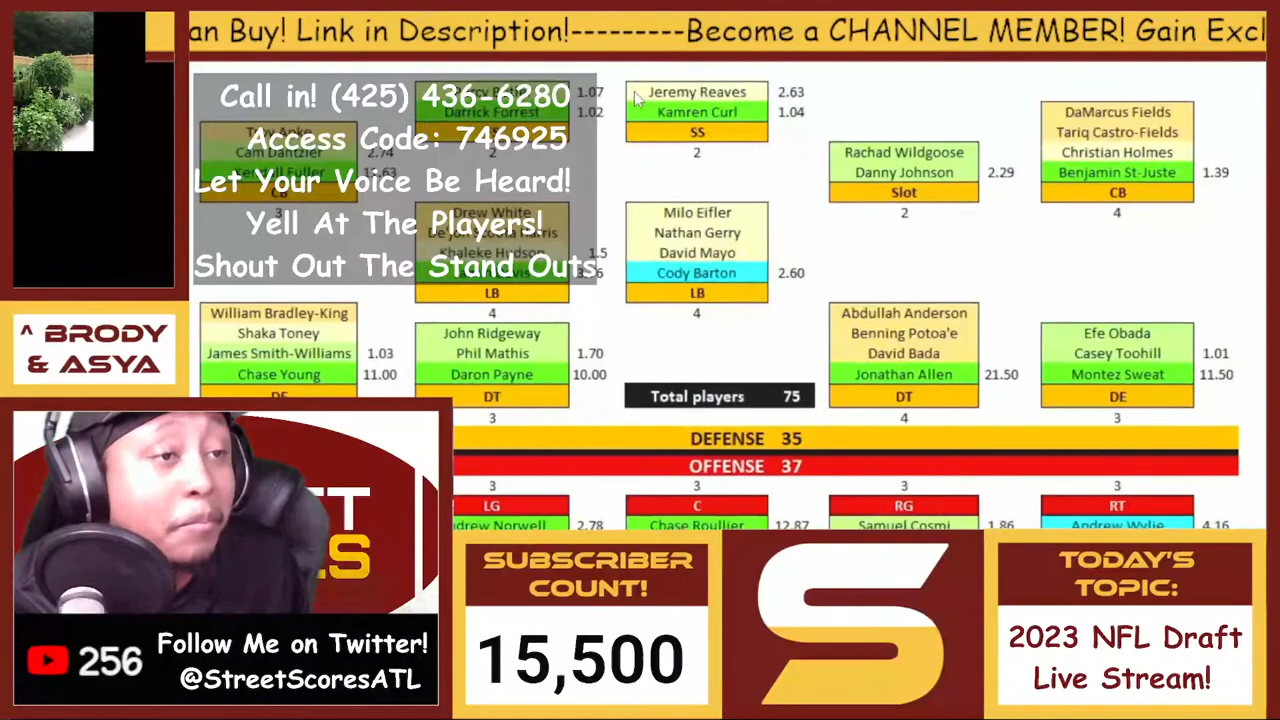 an Buy! Link in Description!---------Become a CHANNEL MEMBER! Gain Excl
Call in! (425) 436-6280
Access Code: 746925
Let Your Voice Be Heard!
Yell At The Players!
Shout Out The Stand Outs
1.07
Darrick Forrest 1.02
2
Jeremy Reaves 2.63
Kamren Curl 1.04
SS
2
Cam Dantzler 2.74
Kendall Fuller
CB
Rachad Wildgoose
Danny Johnson 2.29
Slot
2
DaMarcus Fields
Tariq Castro-Fields
Christian Holmes
Benjamin St-Juste 1.39
CB
4
Drew White
De'Jon Scoota Harris
Khaleke Hudson 1.5
LB
4
Milo Eifler
Nathan Gerry
David Mayo
Cody Barton 2.60
LB
4
William Bradley-King
Shaka Toney
James Smith-Williams 1.03
Chase Young 11.00
DE
John Ridgeway
Phil Mathis 1.70
Daron Payne 10.00
DT
3
Total players 75
Abdullah Anderson
Benning Potoa'e
David Bada
Jonathan Allen 21.50
DT
4
Efe Obada
Casey Toohill 1.01
Montez Sweat 11.50
DE
3
DEFENSE 35
OFFENSE 37
3 3 3 3
LG C RG RT
ndrew Norwell 2.78 Chase Roullier 12.87 Samuel Cosmi 1.86 Andrew Wylie 4.16
^ BRODY
& ASYA
256
Follow Me on Twitter!
@StreetScoresATL
SUBSCRIBER
COUNT!
15,500
S
TODAY'S
TOPIC:
2023 NFL Draft
Live Stream!